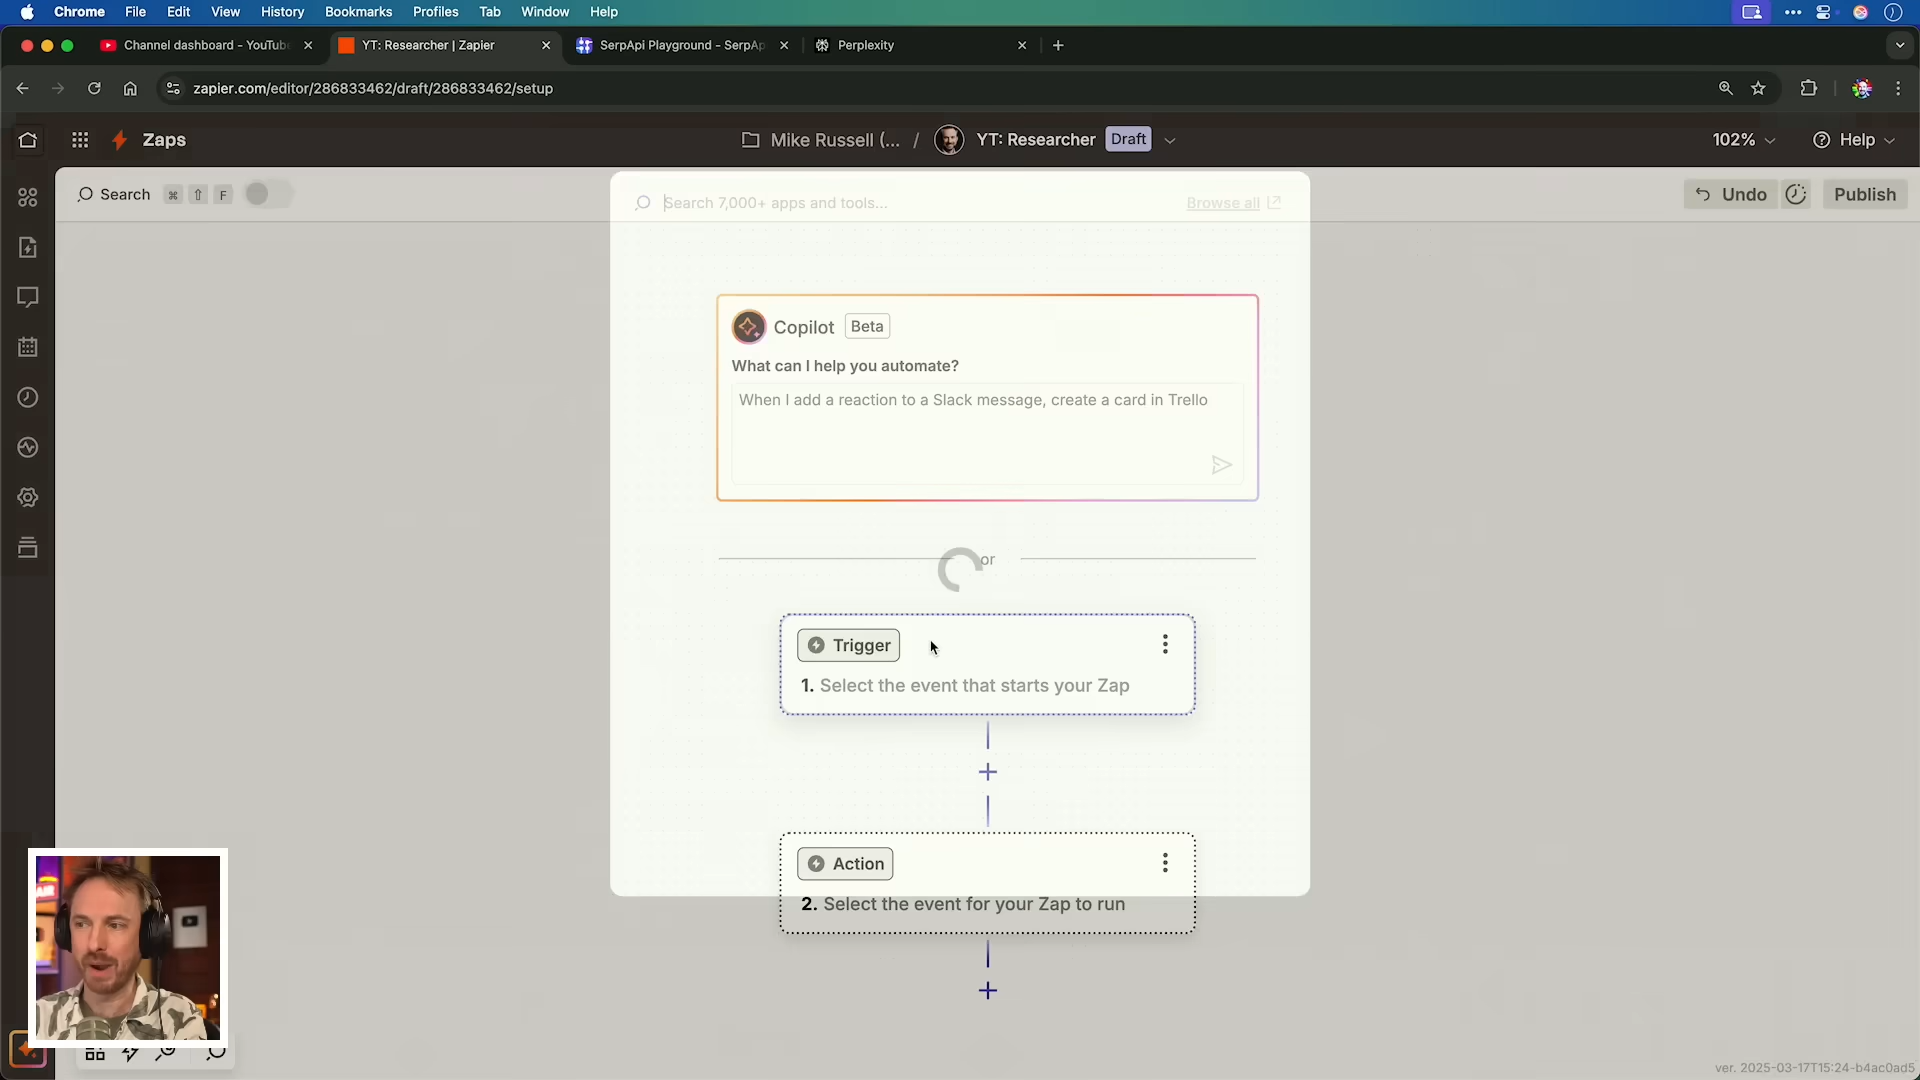 Chrome File Edit View History Bookmarks Profiles Tab Window Help
Channel dashboard - YouTube
YT: Researcher | Zapier
SerpApi Playground - SerpAp
Perplexity
zapier.com/editor/286833462/draft/286833462/setup
Zaps
Mike Russell (... / YT: Researcher Draft
102%
Help
Search ⌘ ⇧ F
Undo
Publish
Search 7,000+ apps and tools...
Browse all
Copilot Beta
What can I help you automate?
When I add a reaction to a Slack message, create a card in Trello
or
Trigger
1. Select the event that starts your Zap
Action
2. Select the event for your Zap to run
ver. 2025-03-17T15:24-b4ac0ad5